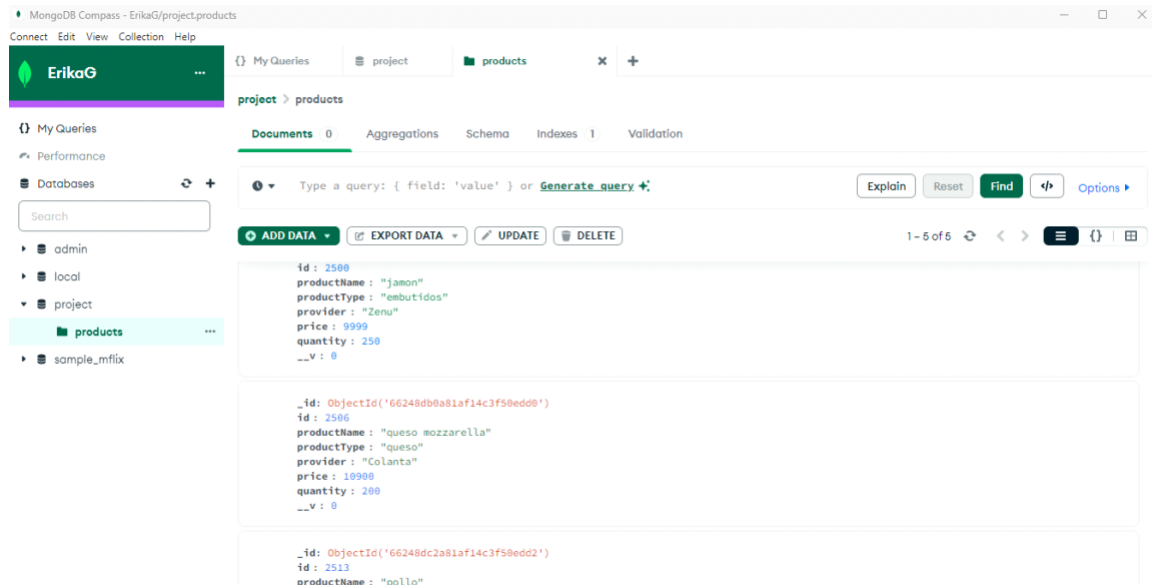 MongoDB Compass - ErikaG/project.products
Connect Edit View Collection Help
ErikaG
{} My Queries
project
products
project > products
Documents 0 Aggregations Schema Indexes 1 Validation
{} My Queries
Performance
Databases
Search
admin
local
project
products
sample_mflix
Type a query: { field: 'value' } or Generate query
Explain Reset Find </> Options
ADD DATA EXPORT DATA UPDATE DELETE
1 – 5 of 5 {}
id : 2500
productName : "jamon"
productType : "embutidos"
provider : "Zenu"
price : 9999
quantity : 250
__v : 0
_id: ObjectId('66248db0a81af14c3f50edd0')
id : 2506
productName : "queso mozzarella"
productType : "queso"
provider : "Colanta"
price : 10900
quantity : 200
__v : 0
_id: ObjectId('66248dc2a81af14c3f50edd2')
id : 2513
productName : "pollo"